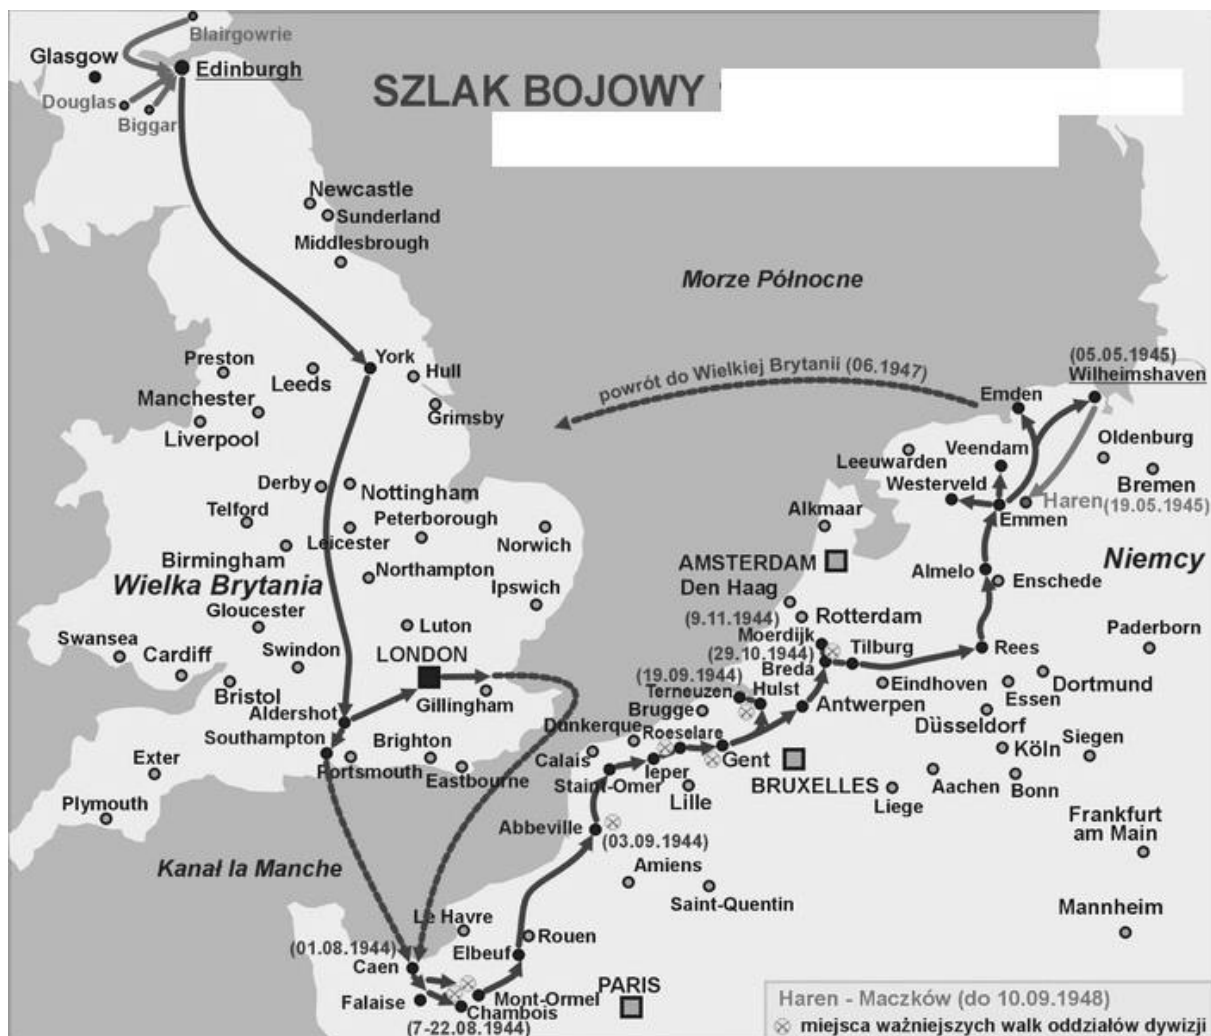 Blairgowrie
Glasgow
Edinburgh
Douglas
Biggar
SZLAK BOJOWY
Newcastle
Sunderland
Middlesbrough
Morze Północne
York
Preston
Leeds
Hull
Manchester
Grimsby
Liverpool
powrót do Wielkiej Brytanii (06.1947)
(05.05.1945)
Wilheimshaven
Emden
Veendam
Oldenburg
Leeuwarden
Bremen
Westerveld
Haren
(19.05.1945)
Emmen
Derby
Nottingham
Telford
Peterborough
Leicester
Norwich
Birmingham
Alkmaar
Northampton
AMSTERDAM
Almelo
Enschede
Niemcy
Wielka Brytania
Ipswich
Den Haag
Gloucester
(9.11.1944)
Rotterdam
Luton
Moerdijk
Tilburg
Paderborn
Swansea
Cardiff
Swindon
LONDON
(29.10.1944)
Breda
Rees
(19.09.1944)
Terneuzen
Hulst
Eindhoven
Essen
Dortmund
Bristol
Gillingham
Brugge
Antwerpen
Aldershot
Dunkerque
Roeselare
Düsseldorf
Southampton
Brighton
Calais
Ieper
Gent
Köln
Siegen
Exter
Portsmouth
Eastbourne
Staint-Omer
BRUXELLES
Aachen
Bonn
Plymouth
Lille
Liege
Frankfurt
am Main
Abbeville
(03.09.1944)
Kanał la Manche
Amiens
Saint-Quentin
Mannheim
Le Havre
Rouen
(01.08.1944)
Elbeuf
Caen
PARIS
Falaise
Mont-Ormel
Chambois
(7-22.08.1944)
Haren - Maczków (do 10.09.1948)
miejsca ważniejszych walk oddziałów dywizji